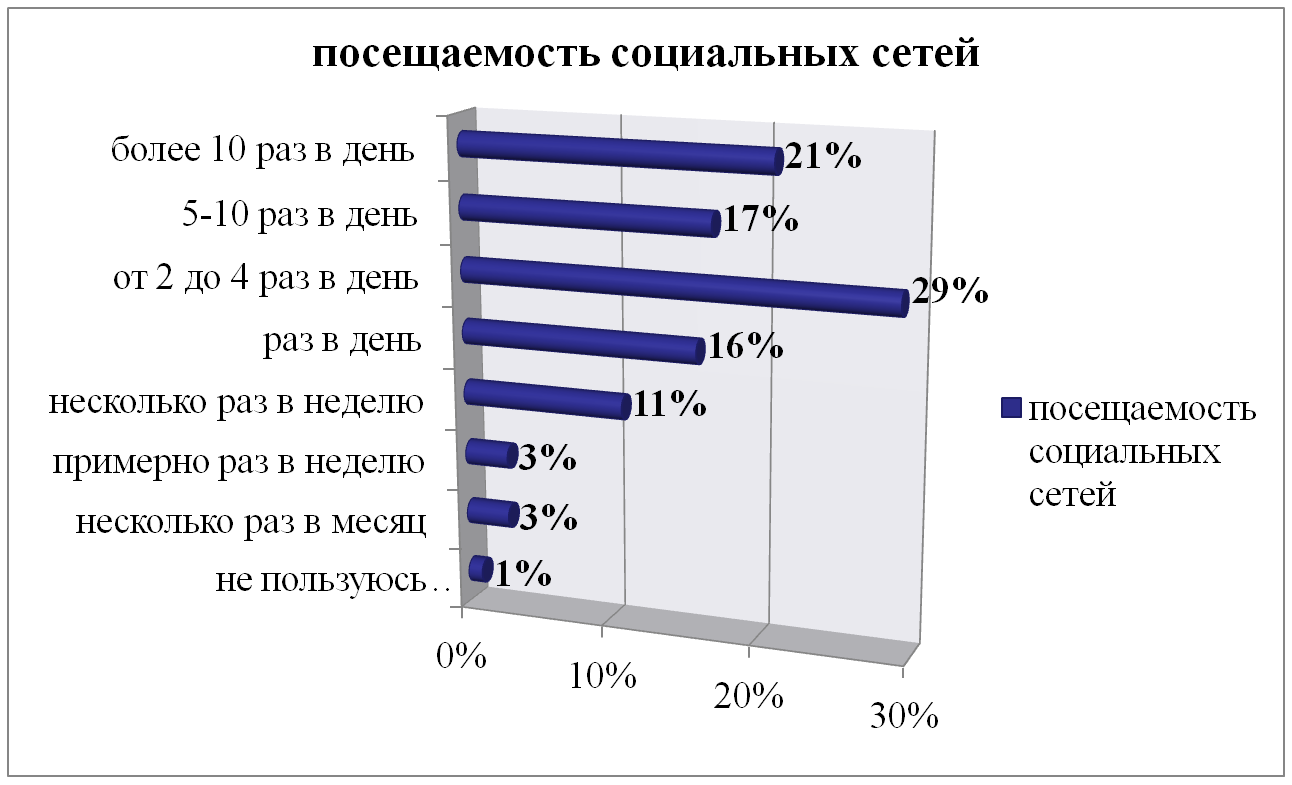 посещаемость социальных сетей
более 10 раз в день
21%
5-10 раз в день
17%
от 2 до 4 раз в день
29%
раз в день
16%
несколько раз в неделю
11%
примерно раз в неделю
3%
несколько раз в месяц
3%
не пользуюсь ..
1%
0%
10%
20%
30%
посещаемость
социальных
сетей